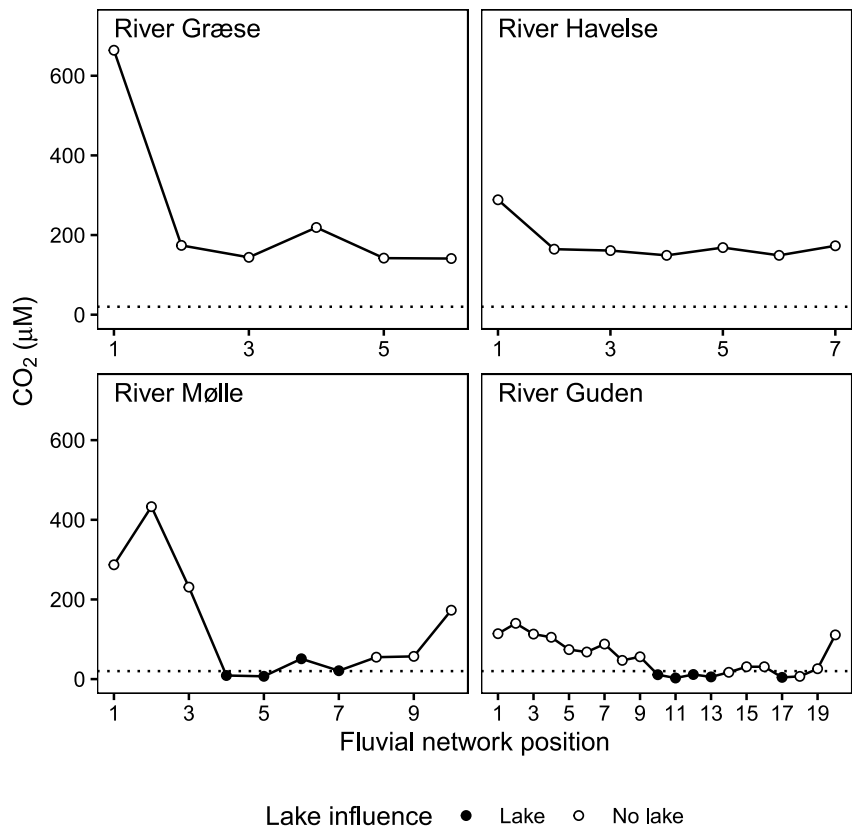 River Græse
River Havelse
600
400
200
0
1 3 5
1 3 5 7
CO₂ (μM)
River Mølle
River Guden
600
400
200
0
1 3 5 7 9
1 3 5 7 9 11 13 15 17 19
Fluvial network position
Lake influence ● Lake ○ No lake